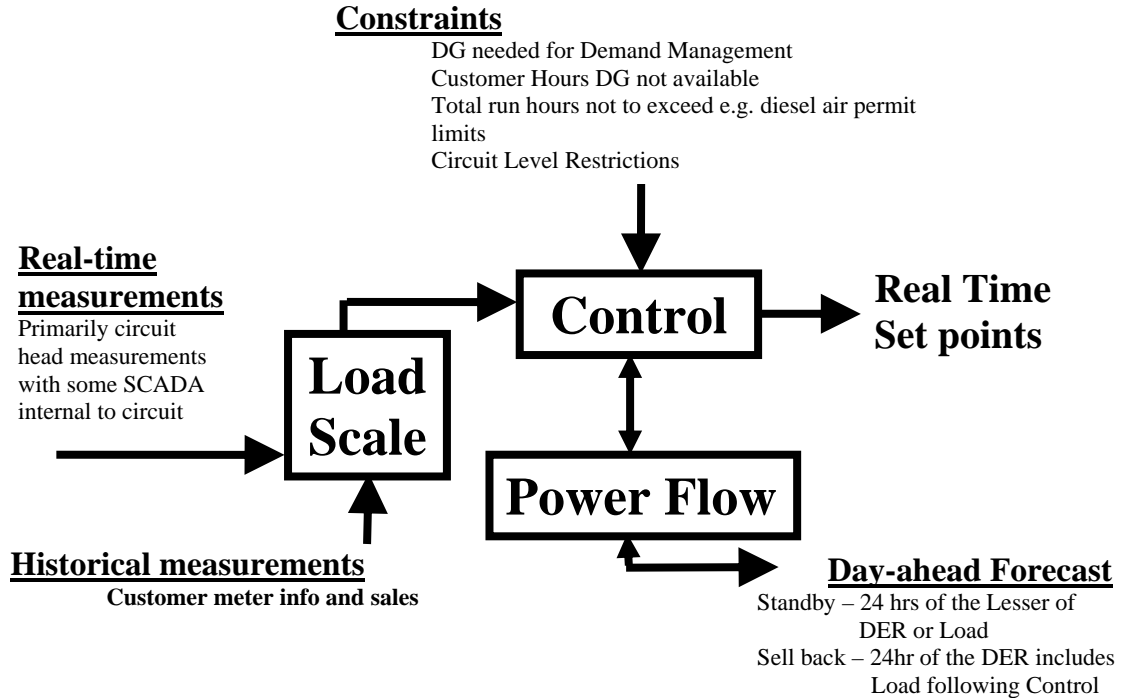 Constraints
DG needed for Demand Management
Customer Hours DG not available
Total run hours not to exceed e.g. diesel air permit
limits
Circuit Level Restrictions
Real-time
measurements
Primarily circuit
head measurements
with some SCADA
internal to circuit
Load
Scale
Control
Real Time
Set points
Power Flow
Historical measurements
Customer meter info and sales
Day-ahead Forecast
Standby – 24 hrs of the Lesser of
DER or Load
Sell back – 24hr of the DER includes
Load following Control